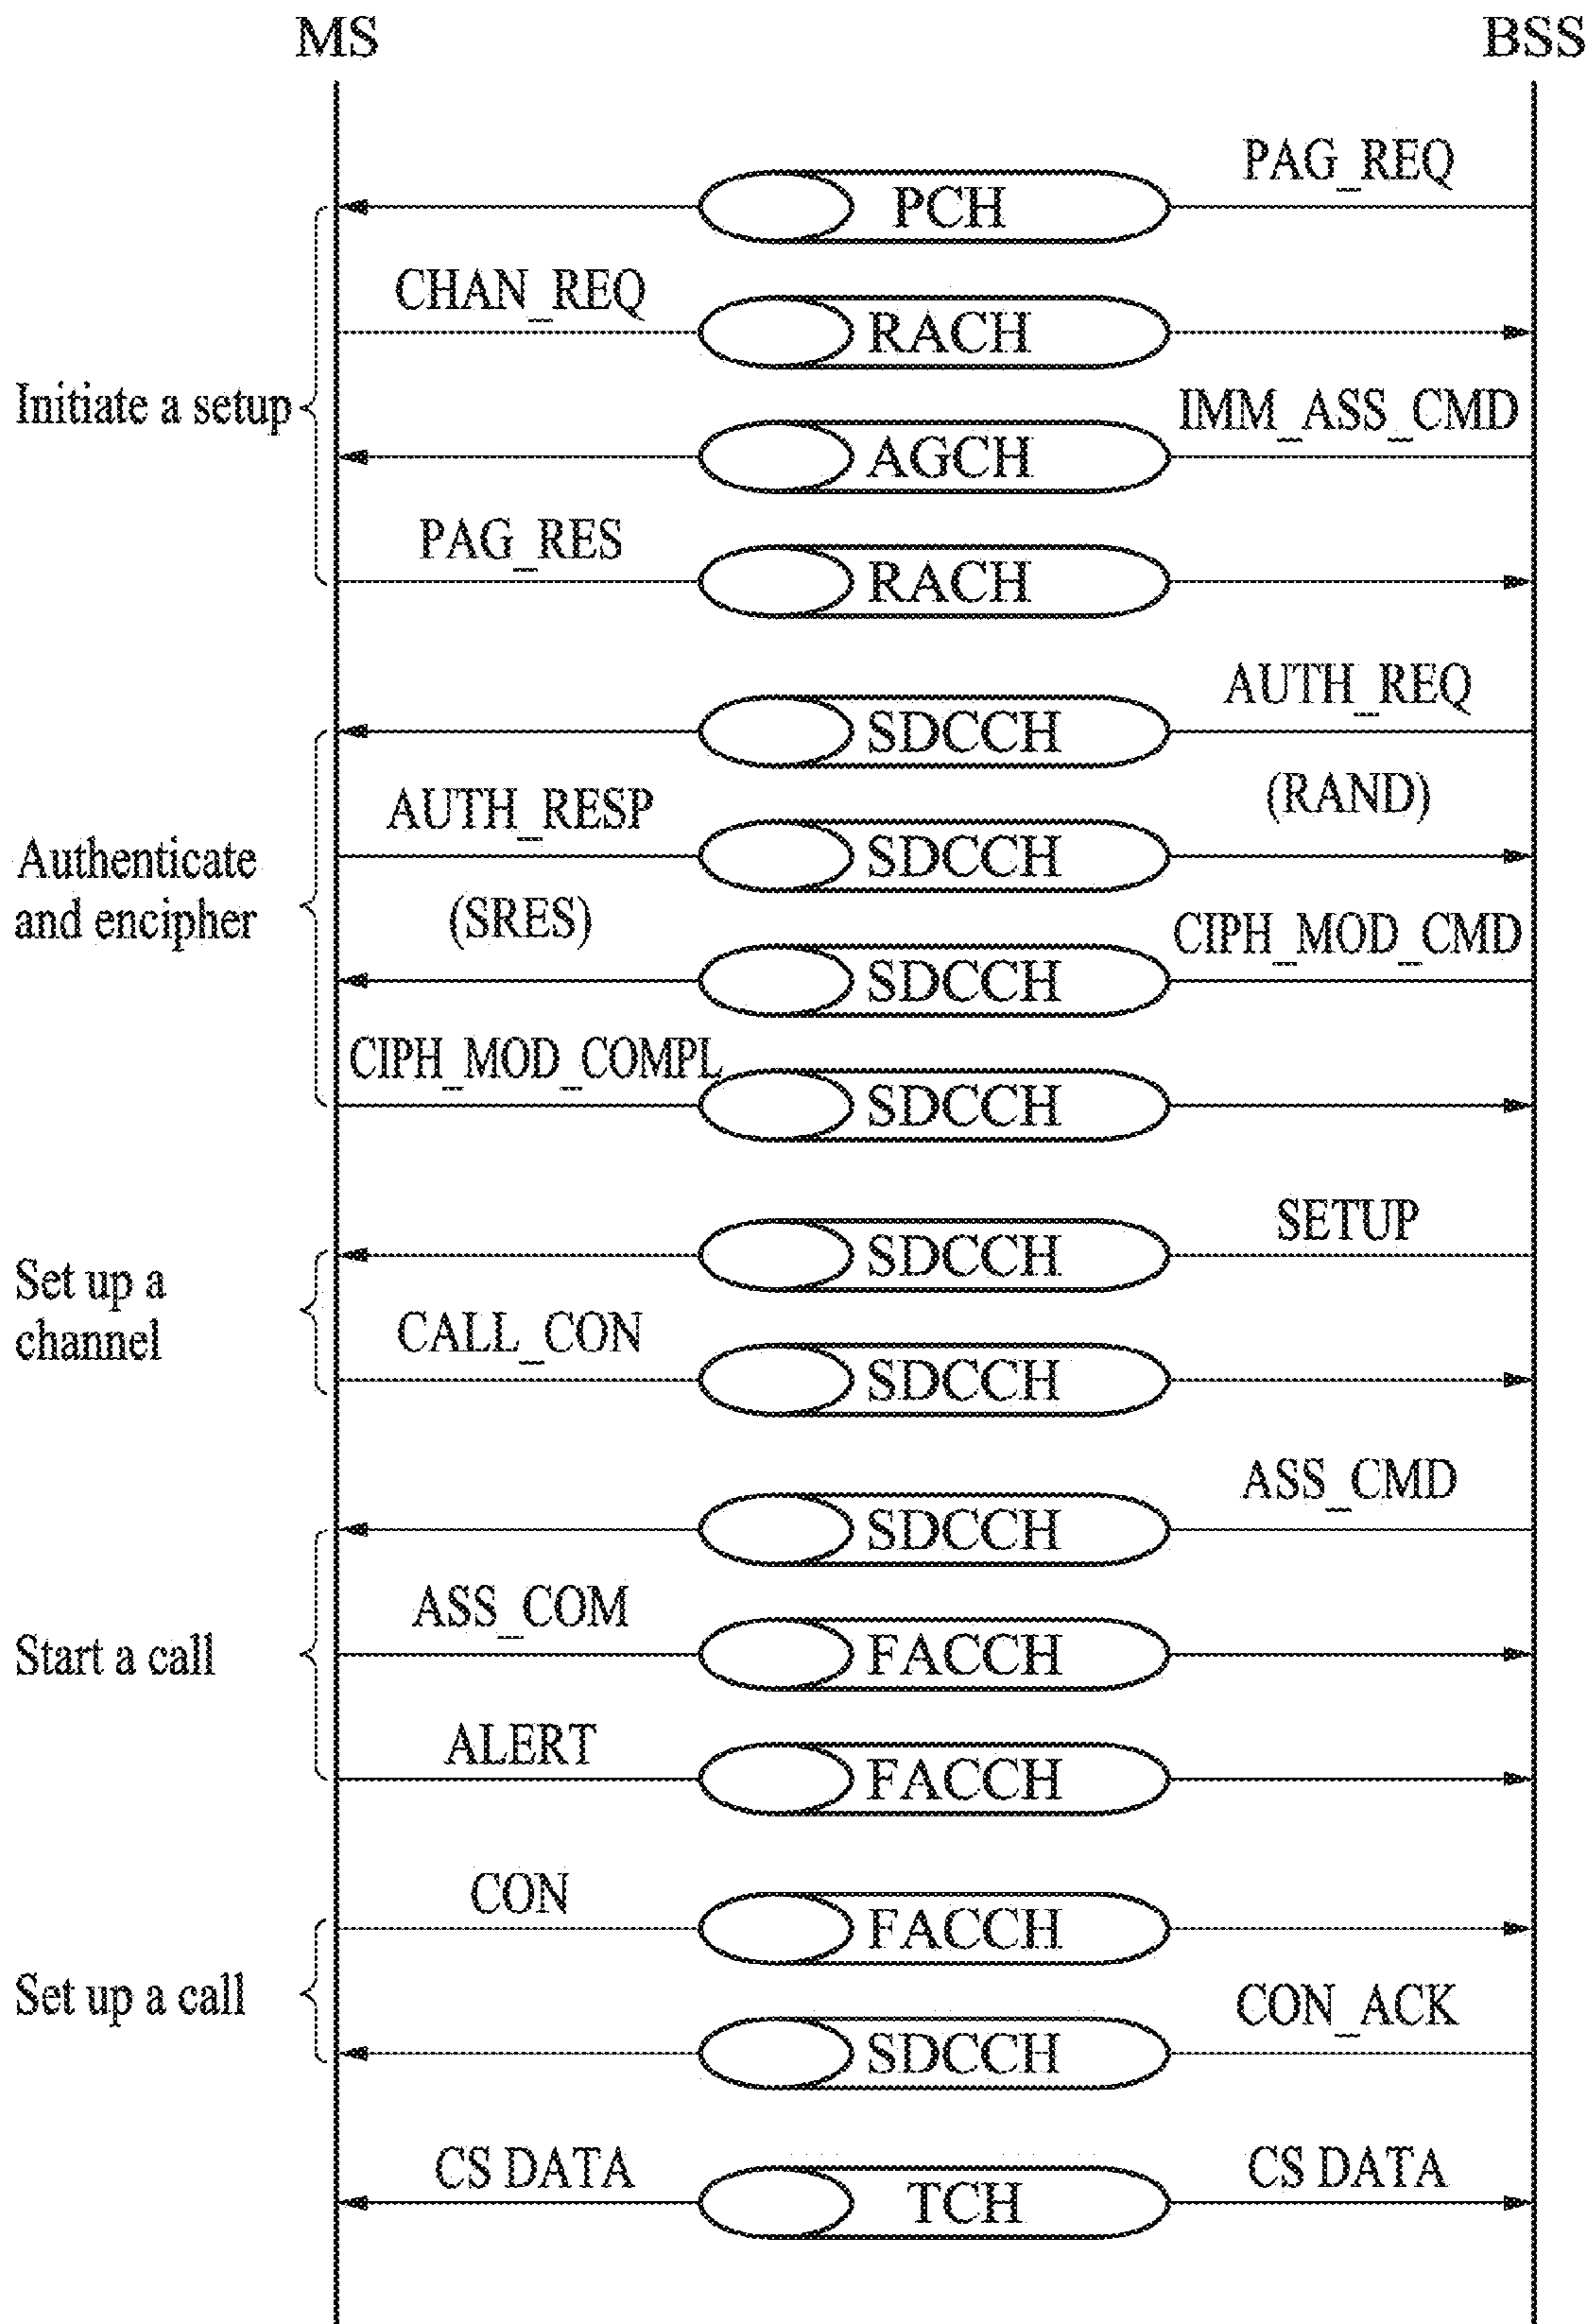 MS
BSS
PAG_REQ
PCH
CHAN_REQ
RACH
Initiate a setup
IMM_ASS_CMD
AGCH
PAG_RES
RACH
AUTH_REQ
SDCCH
(RAND)
AUTH_RESP
SDCCH
Authenticate
and encipher
(SRES)
CIPH_MOD_CMD
SDCCH
CIPH_MOD_COMPL
SDCCH
SETUP
SDCCH
Set up a
channel
CALL_CON
SDCCH
ASS_CMD
SDCCH
ASS_COM
FACCH
Start a call
ALERT
FACCH
CON
FACCH
Set up a call
CON_ACK
SDCCH
CS DATA
TCH
CS DATA